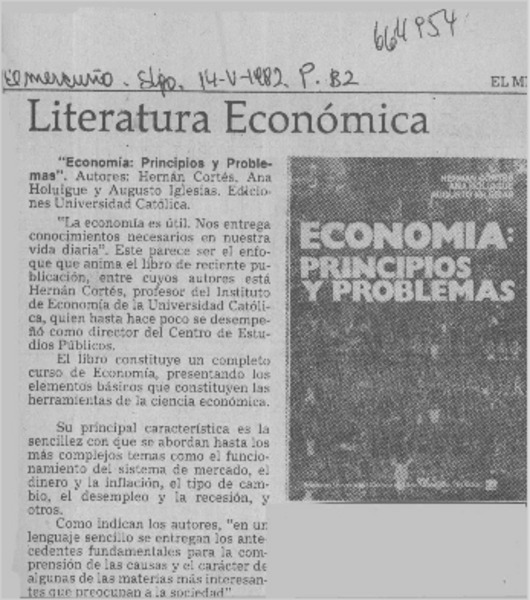 664954
El mercurio. Stgo. 14-V-1982. P. B2
EL M
Literatura Económica
"Economía: Principios y Proble-
mas". Autores: Hernán Cortés, Ana
Holuigue y Augusto Iglesias. Edicio-
nes Universidad Católica.
"La economía es útil. Nos entrega
conocimientos necesarios en nuestra
vida diaria". Este parece ser el enfo-
que que anima el libro de reciente pu-
blicación, entre cuyos autores está
Hernán Cortés, profesor del Instituto
de Economía de la Universidad Católi-
ca, quien hasta hace poco se desempe-
ñó como director del Centro de Estu-
dios Públicos.
El libro constituye un completo
curso de Economía, presentando los
elementos básicos que constituyen las
herramientas de la ciencia económica.
Su principal característica es la
sencillez con que se abordan hasta los
más complejos temas como el funcio-
namiento del sistema de mercado, el
dinero y la inflación, el tipo de cam-
bio, el desempleo y la recesión, y
otros.
Como indican los autores, "en un
lenguaje sencillo se entregan los ante-
cedentes fundamentales para la com-
prensión de las causas y el carácter de
algunas de las materias más interesan-
tes que preocupan a la sociedad"
HERNAN CORTES
ECONOMIA:
PRINCIPIOS
Y PROBLEMAS